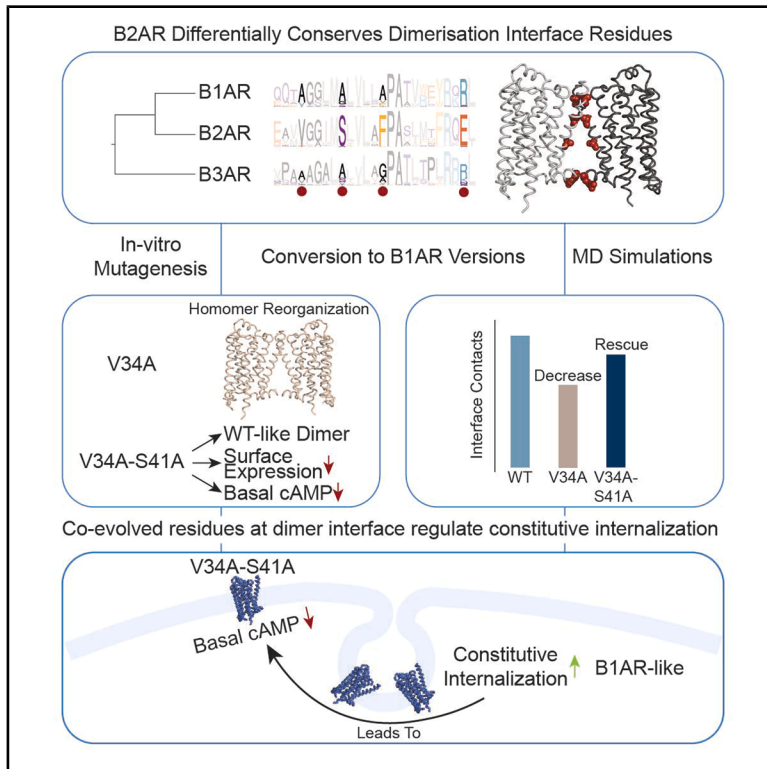 B2AR Differentially Conserves Dimerisation Interface Residues
B1AR
B2AR
B3AR
In-vitro
Mutagenesis
Conversion to B1AR Versions
MD Simulations
Homomer Reorganization
V34A
V34A-S41A
WT-like Dimer
Surface
Expression
Basal cAMP
Interface Contacts
Decrease
Rescue
WT
V34A
V34A-
S41A
Co-evolved residues at dimer interface regulate constitutive internalization
V34A-S41A
Basal cAMP
Constitutive
Internalization
B1AR-like
Leads To